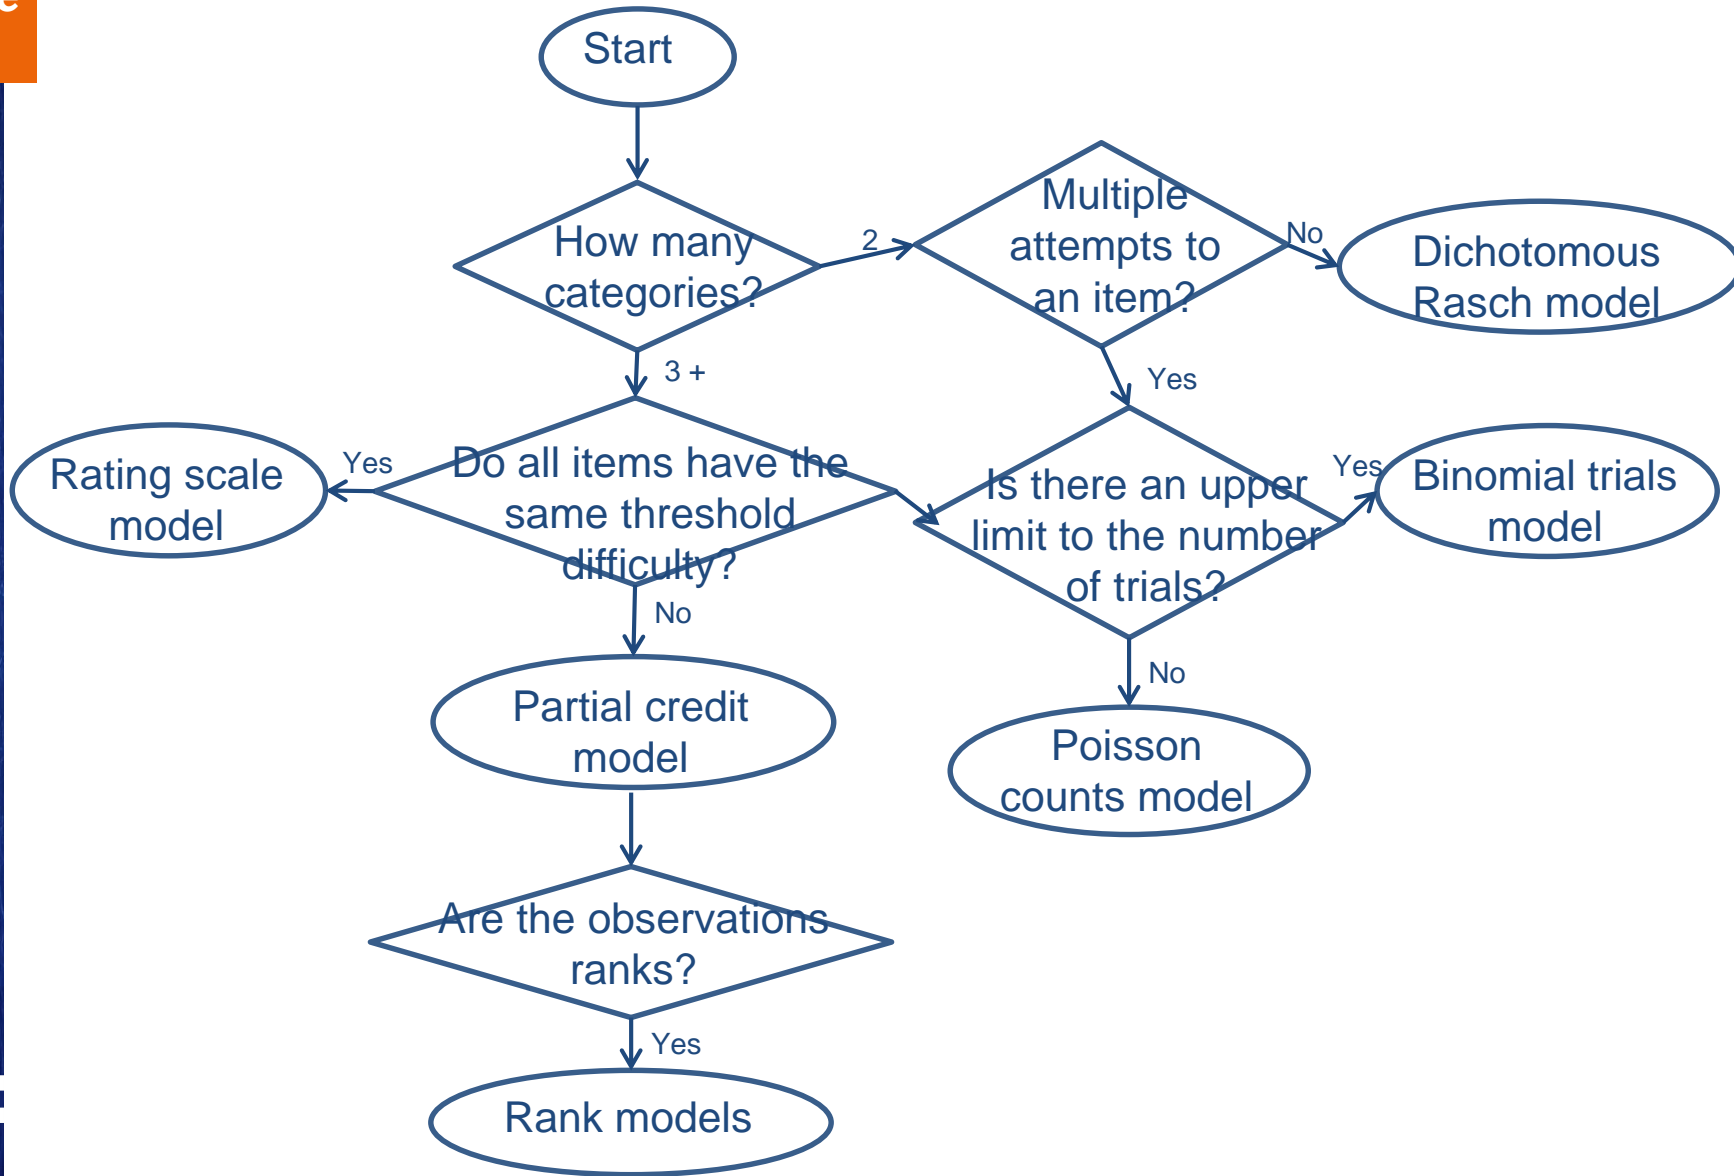 Start
How many
categories?
2
Multiple
attempts to
an item?
No
Dichotomous
Rasch model
3 +
Yes
Do all items have the
same threshold
difficulty?
Yes
Rating scale
model
Is there an upper
limit to the number
of trials?
Yes
Binomial trials
model
No
Partial credit
model
No
Poisson
counts model
Are the observations
ranks?
Yes
Rank models